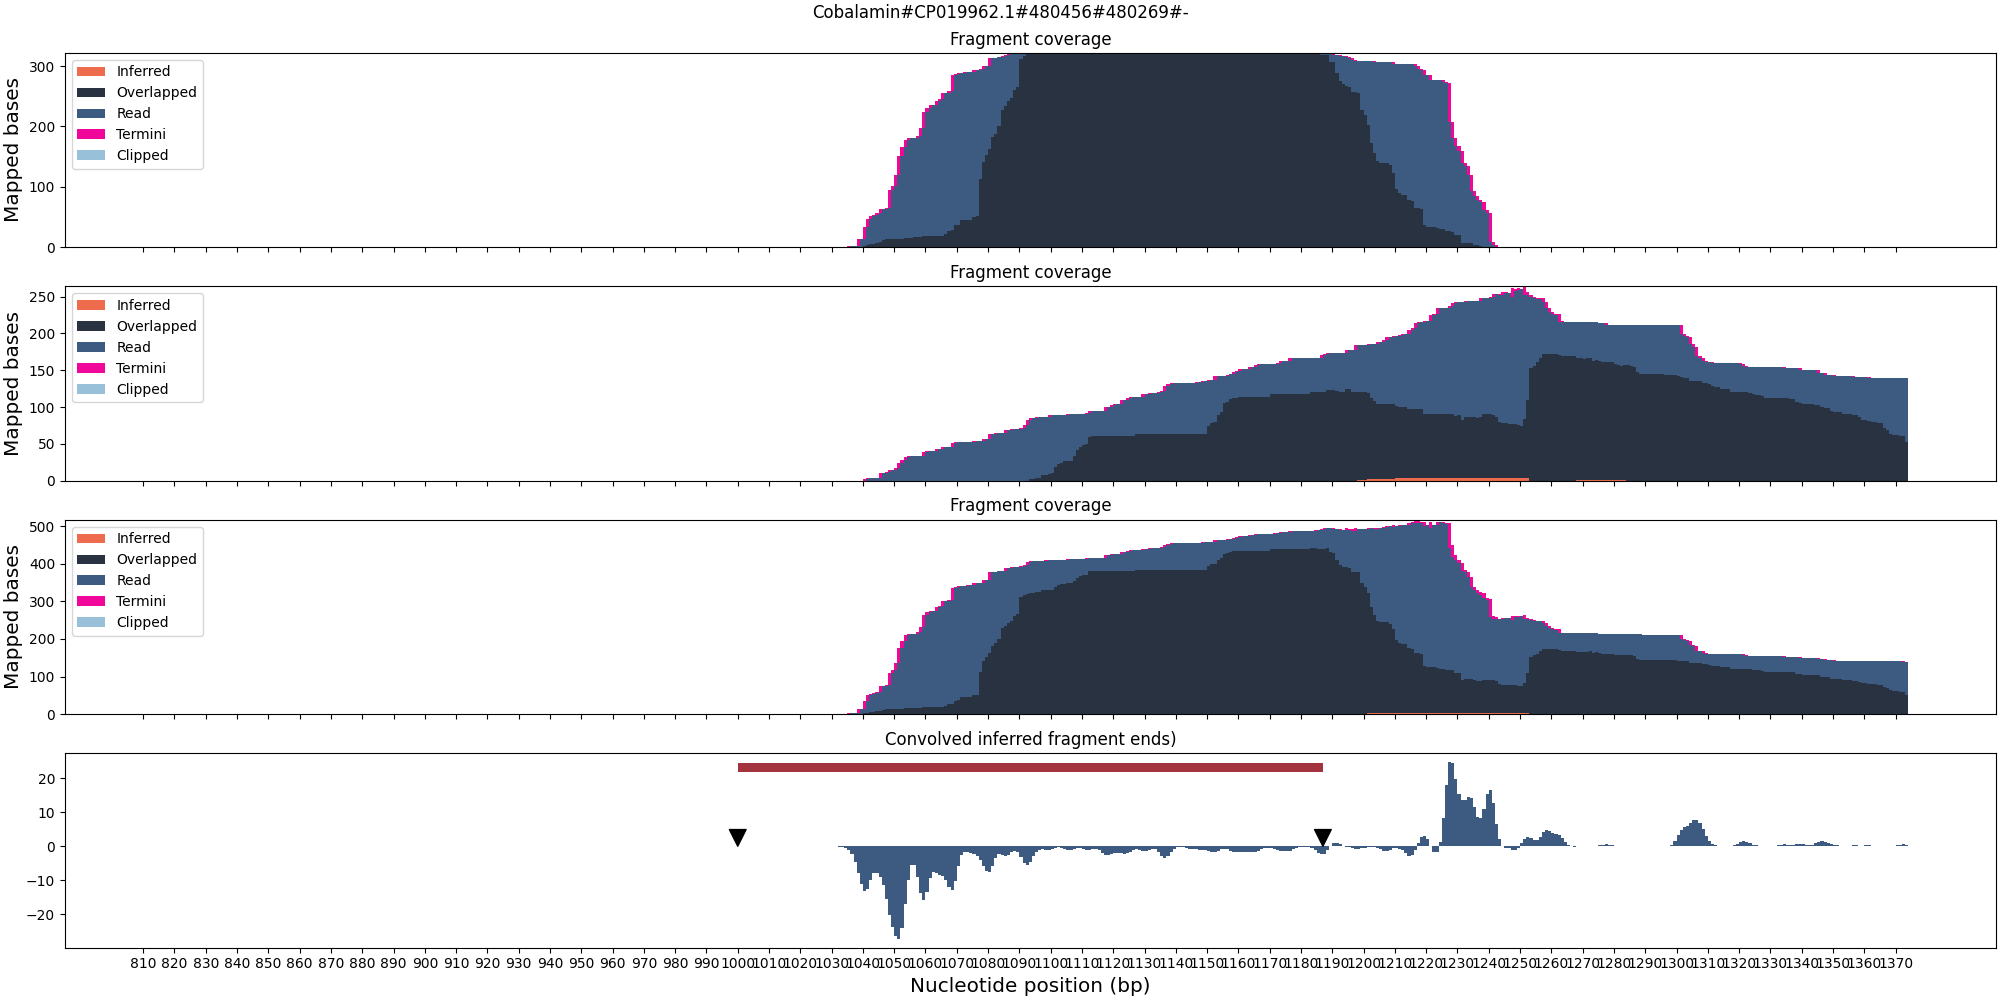 Cobalamin#CP019962.1#480456#480269#-
Fragment coverage
Mapped bases
300
200
100
0
Inferred
Overlapped
Read
Termini
Clipped
Fragment coverage
Mapped bases
250
200
150
100
50
0
Inferred
Overlapped
Read
Termini
Clipped
Fragment coverage
Mapped bases
500
400
300
200
100
0
Inferred
Overlapped
Read
Termini
Clipped
Convolved inferred fragment ends)
20
10
0
−10
−20
810 820 830 840 850 860 870 880 890 900 910 920 930 940 950 960 970 980 990 1000 1010 1020 1030 1040 1050 1060 1070 1080 1090 1100 1110 1120 1130 1140 1150 1160 1170 1180 1190 1200 1210 1220 1230 1240 1250 1260 1270 1280 1290 1300 1310 1320 1330 1340 1350 1360 1370
Nucleotide position (bp)